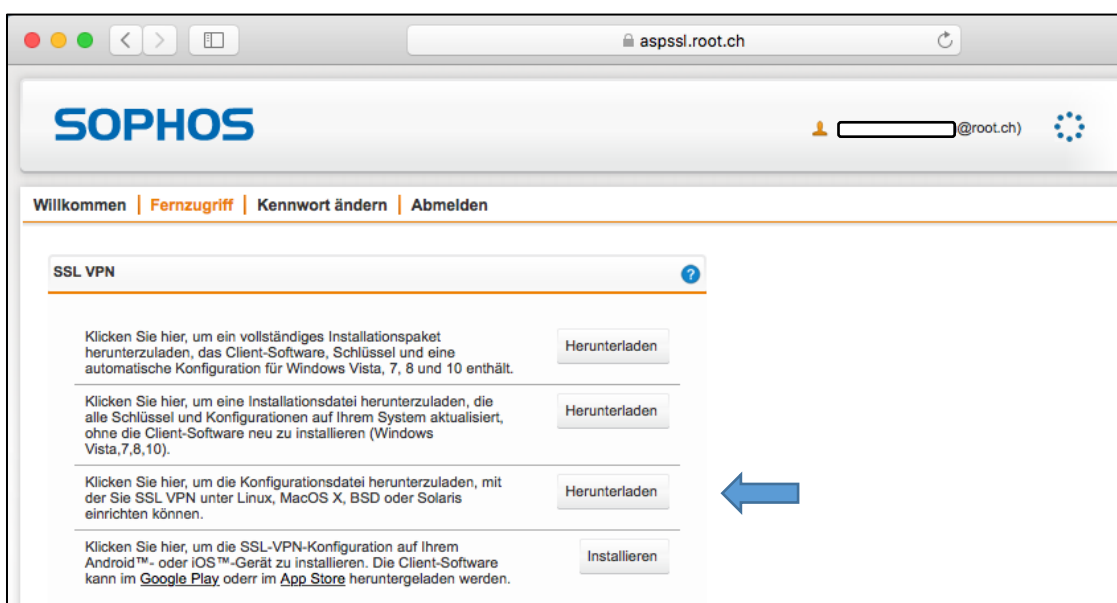 aspssl.root.ch
SOPHOS
@root.ch)
Willkommen | Fernzugriff | Kennwort ändern | Abmelden
SSL VPN
?
Klicken Sie hier, um ein vollständiges Installationspaket
herunterzuladen, das Client-Software, Schlüssel und eine
automatische Konfiguration für Windows Vista, 7, 8 und 10 enthält.
Herunterladen
Klicken Sie hier, um eine Installationsdatei herunterzuladen, die
alle Schlüssel und Konfigurationen auf Ihrem System aktualisiert,
ohne die Client-Software neu zu installieren (Windows
Vista,7,8,10).
Herunterladen
Klicken Sie hier, um die Konfigurationsdatei herunterzuladen, mit
der Sie SSL VPN unter Linux, MacOS X, BSD oder Solaris
einrichten können.
Herunterladen
Klicken Sie hier, um die SSL-VPN-Konfiguration auf Ihrem
Android™- oder iOS™-Gerät zu installieren. Die Client-Software
kann im Google Play oderr im App Store heruntergeladen werden.
Installieren